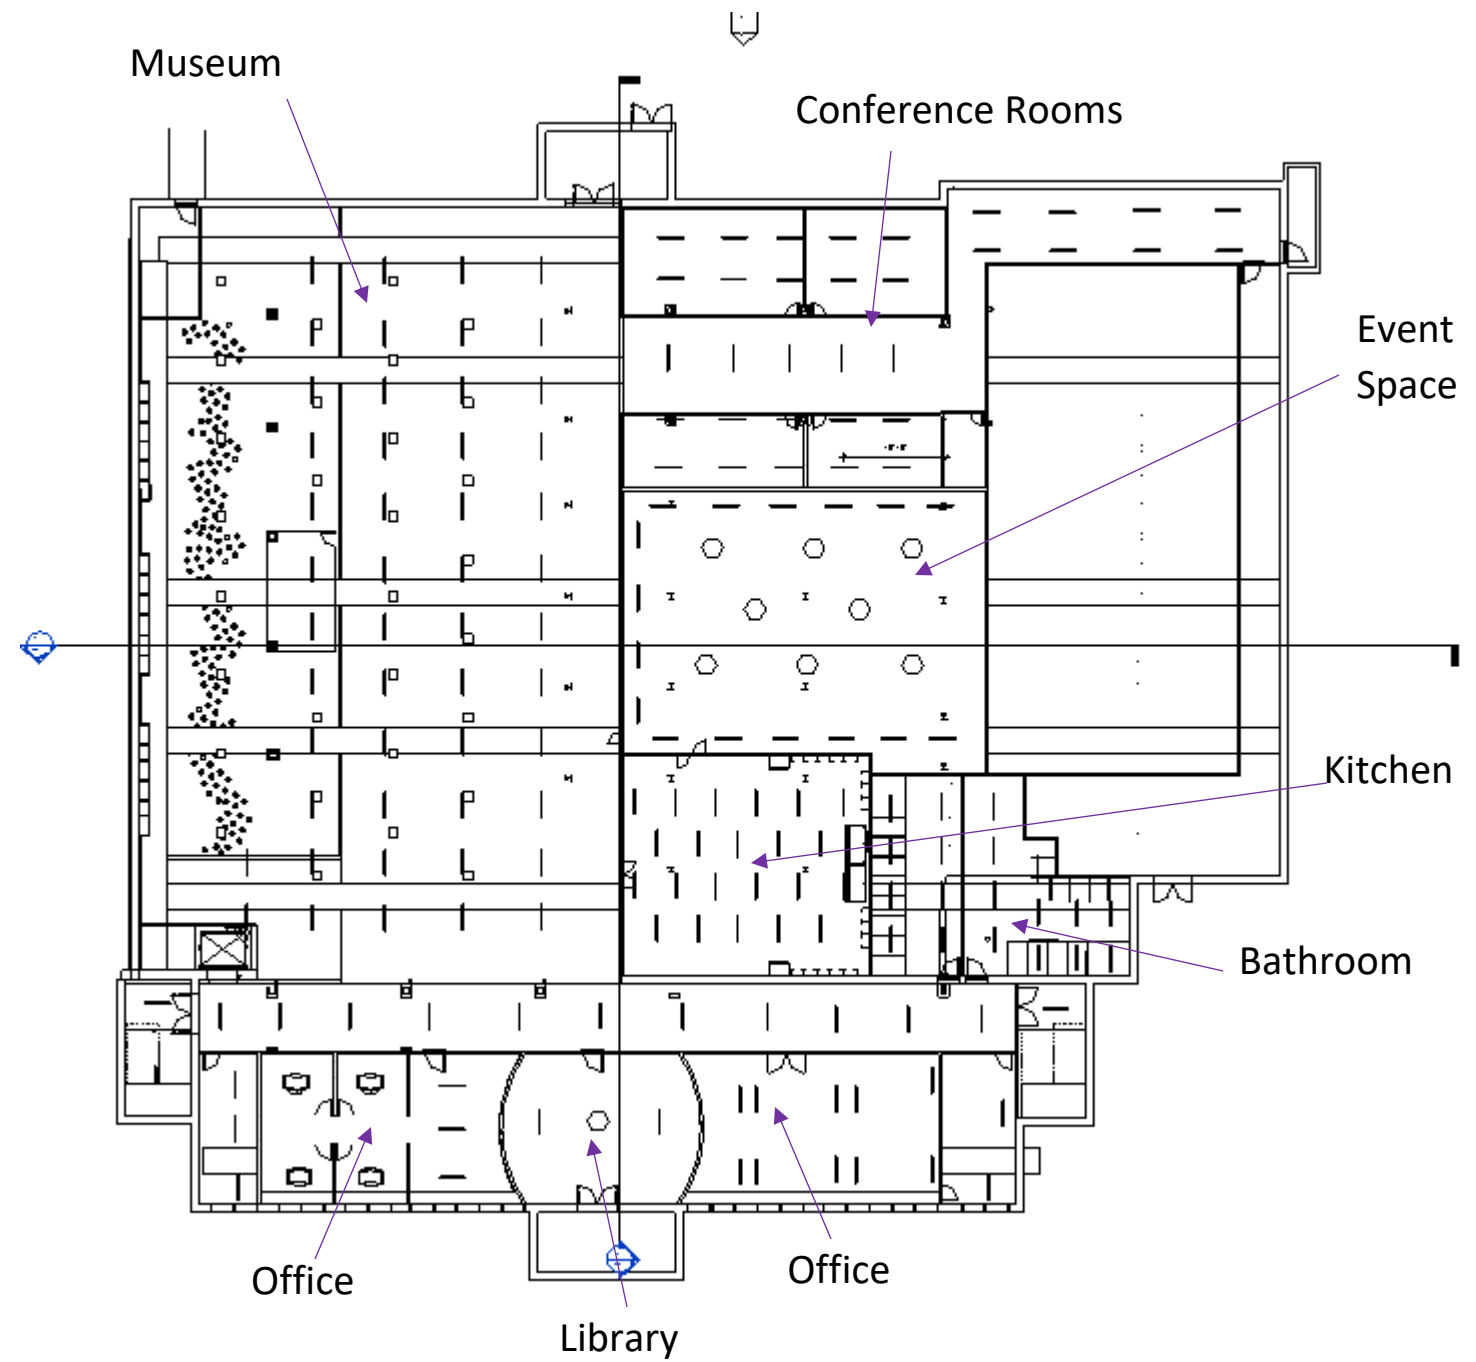 Museum
Conference Rooms
Event
Space
Kitchen
Bathroom
Office
Office
Library